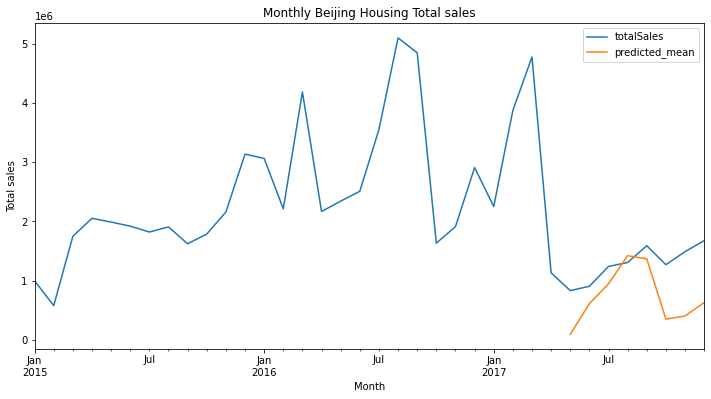 Monthly Beijing Housing Total sales
1e6
totalSales
predicted_mean
5
4
3
2
1
0
Total sales
Jan
2015
Jul
Jan
2016
Jul
Jan
2017
Jul
Month